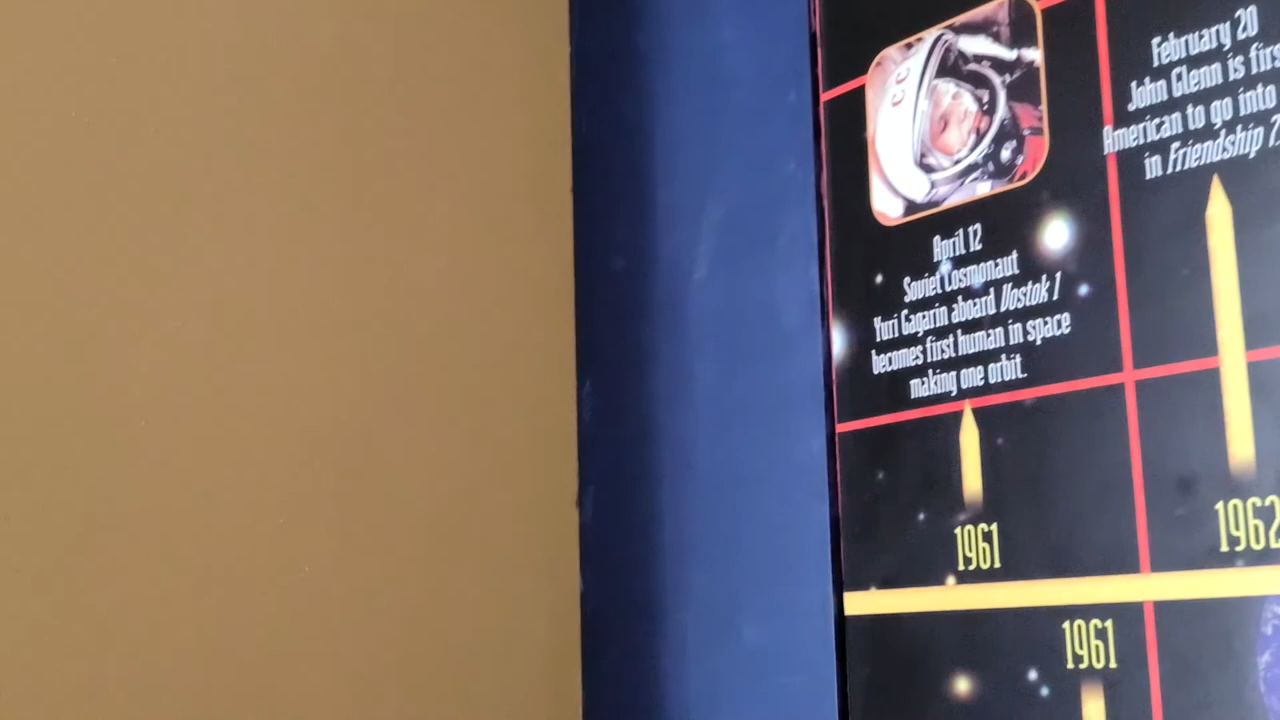 CC
April 12
Soviet Cosmonaut
Yuri Gagarin aboard Vostok 1
becomes first human in space
making one orbit.
1961
February 20
John Glenn is
American to go into
in Friendship 7
1962
1961